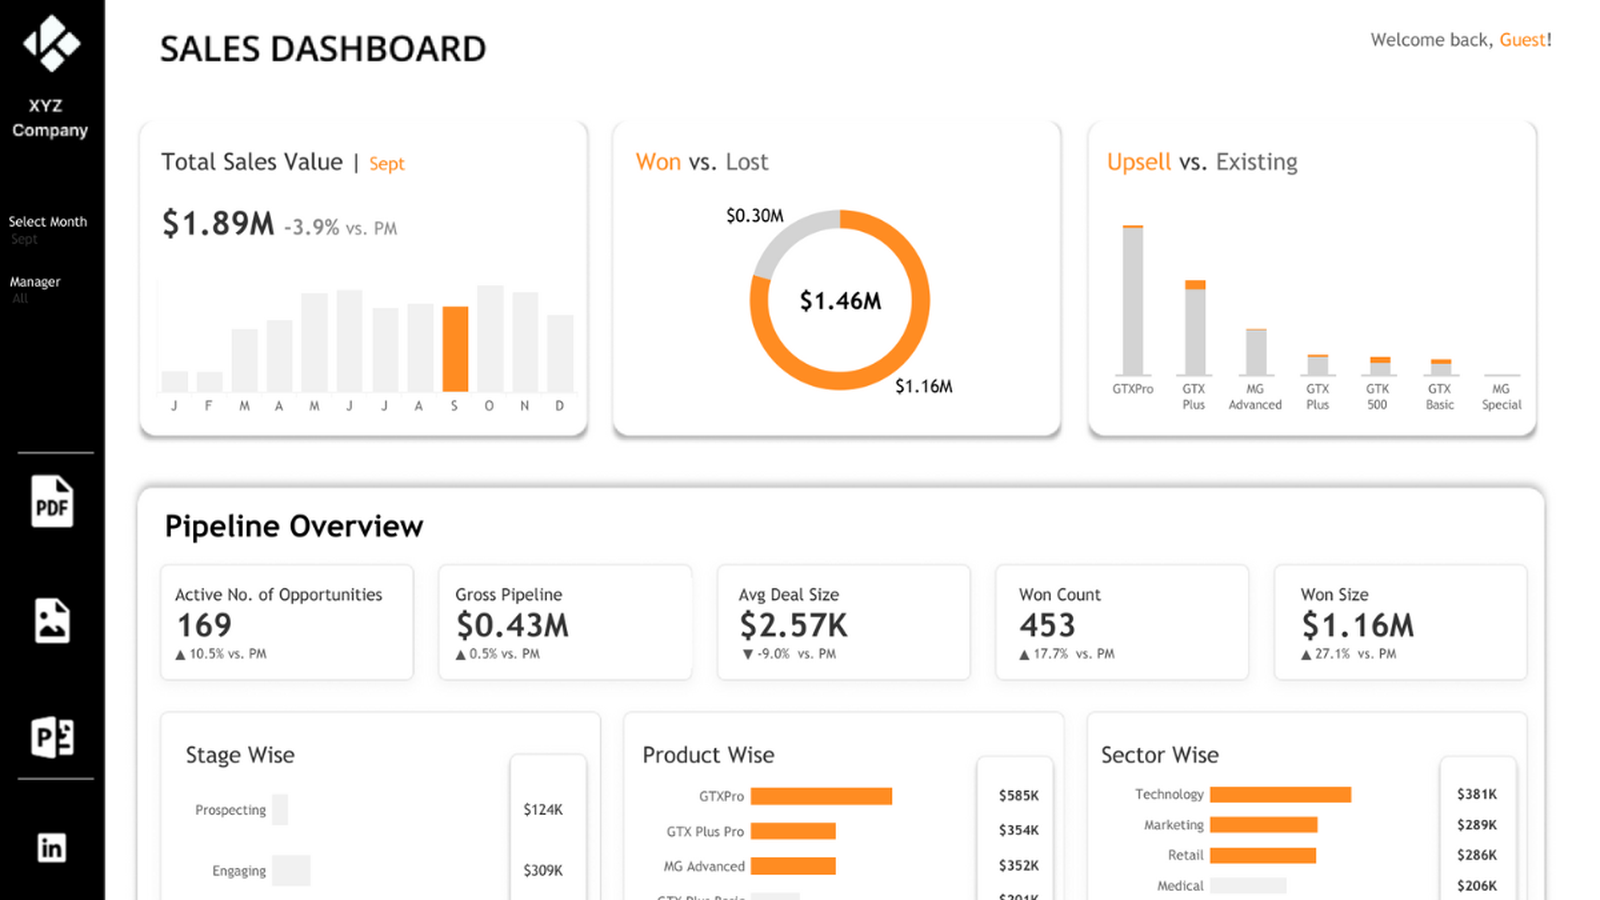 XYZ
Company
Select Month
Sept
Manager
All
PDF
P
in
SALES DASHBOARD
Welcome back, Guest!
Total Sales Value | Sept
$1.89M -3.9% vs. PM
J F M A M J J A S O N D
Won vs. Lost
$0.30M
$1.46M
$1.16M
Upsell vs. Existing
GTXPro
GTX
Plus
MG
Advanced
GTX
Plus
GTK
500
GTX
Basic
MG
Special
Pipeline Overview
Active No. of Opportunities
169
▲ 10.5% vs. PM
Gross Pipeline
$0.43M
▲ 0.5% vs. PM
Avg Deal Size
$2.57K
▼ -9.0% vs. PM
Won Count
453
▲ 17.7% vs. PM
Won Size
$1.16M
▲ 27.1% vs. PM
Stage Wise
Prospecting $124K
Engaging $309K
Product Wise
GTXPro $585K
GTX Plus Pro $354K
MG Advanced $352K
GTX Plus Basic $201K
Sector Wise
Technology $381K
Marketing $289K
Retail $286K
Medical $206K